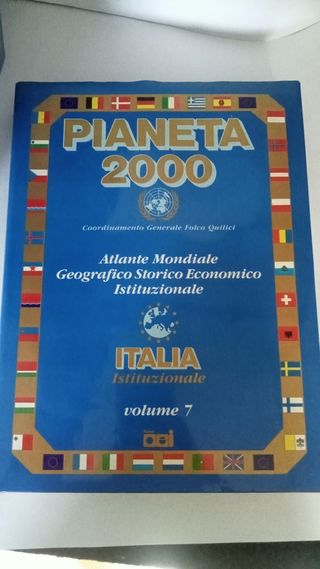 PIANETA
2000
Coordinamento Generale Folco Quilici
Atlante Mondiale
Geografico Storico Economico
Istituzionale
ITALIA
Istituzionale
volume 7